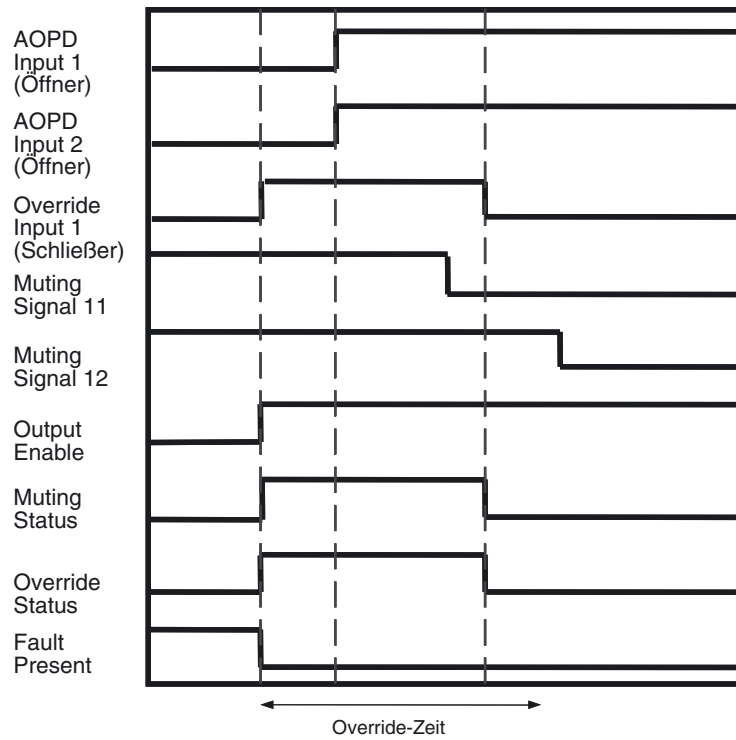 AOPD
Input 1
(Öffner)
AOPD
Input 2
(Öffner)
Override
Input 1
(Schließer)
Muting
Signal 11
Muting
Signal 12
Output
Enable
Muting
Status
Override
Status
Fault
Present
Override-Zeit